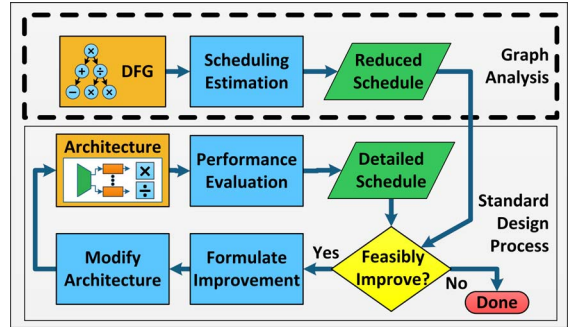 ×
+ ÷
− × ×
DFG
Scheduling
Estimation
Reduced
Schedule
Graph
Analysis
Architecture
×
÷
Performance
Evaluation
Detailed
Schedule
Standard
Design
Process
Modify
Architecture
Formulate
Improvement
Yes
Feasibly
Improve?
No
Done